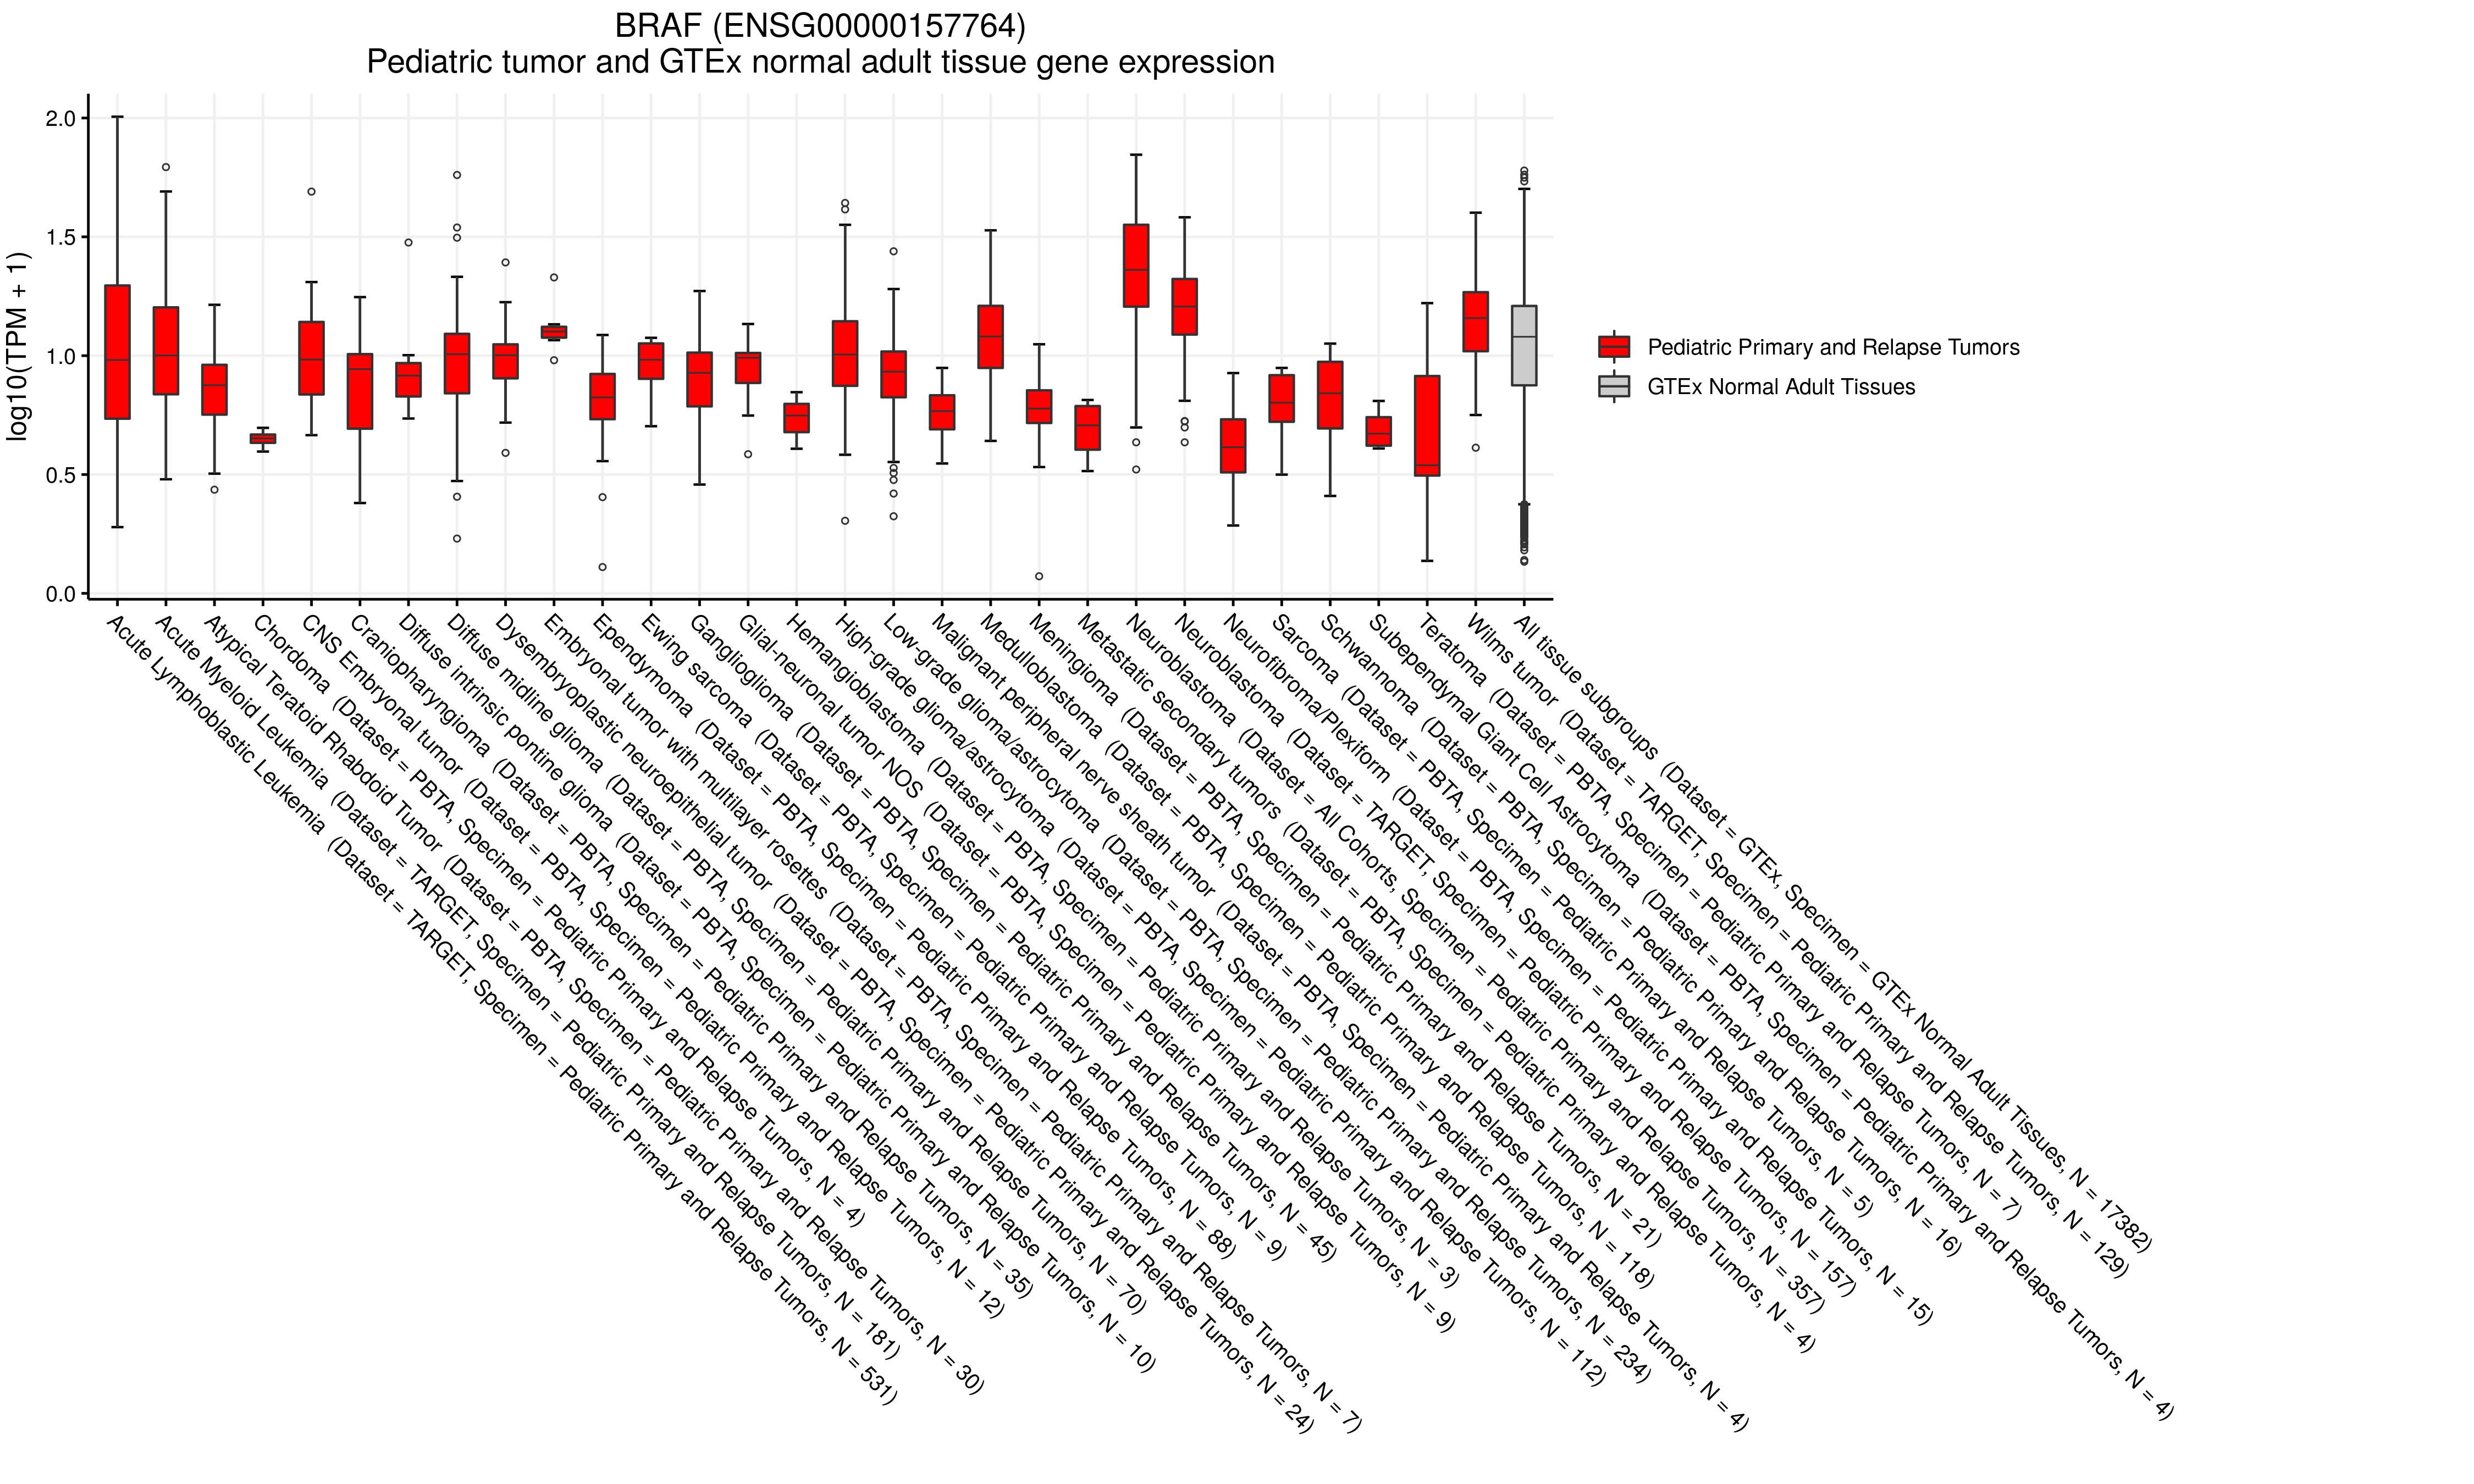 BRAF (ENSG00000157764)
Pediatric tumor and GTEx normal adult tissue gene expression
log10(TPM + 1)
2.0
1.5
1.0
0.5
0.0
Acute Lymphoblastic Leukemia (Dataset = TARGET, Specimen = Pediatric Primary and Relapse Tumors, N = 531)
Acute Myeloid Leukemia (Dataset = TARGET, Specimen = Pediatric Primary and Relapse Tumors, N = 181)
Atypical Teratoid Rhabdoid Tumor (Dataset = PBTA, Specimen = Pediatric Primary and Relapse Tumors, N = 30)
Chordoma (Dataset = PBTA, Specimen = Pediatric Primary and Relapse Tumors, N = 4)
CNS Embryonal tumor (Dataset = PBTA, Specimen = Pediatric Primary and Relapse Tumors, N = 12)
Craniopharyngioma (Dataset = PBTA, Specimen = Pediatric Primary and Relapse Tumors, N = 35)
Diffuse intrinsic pontine glioma (Dataset = PBTA, Specimen = Pediatric Primary and Relapse Tumors, N = 10)
Diffuse midline glioma (Dataset = PBTA, Specimen = Pediatric Primary and Relapse Tumors, N = 70)
Dysembryoplastic neuroepithelial tumor (Dataset = PBTA, Specimen = Pediatric Primary and Relapse Tumors, N = 24)
Embryonal tumor with multilayer rosettes (Dataset = PBTA, Specimen = Pediatric Primary and Relapse Tumors, N = 7)
Ependymoma (Dataset = PBTA, Specimen = Pediatric Primary and Relapse Tumors, N = 88)
Ewing sarcoma (Dataset = PBTA, Specimen = Pediatric Primary and Relapse Tumors, N = 9)
Ganglioglioma (Dataset = PBTA, Specimen = Pediatric Primary and Relapse Tumors, N = 45)
Glial-neuronal tumor NOS (Dataset = PBTA, Specimen = Pediatric Primary and Relapse Tumors, N = 9)
Hemangioblastoma (Dataset = PBTA, Specimen = Pediatric Primary and Relapse Tumors, N = 3)
High-grade glioma/astrocytoma (Dataset = PBTA, Specimen = Pediatric Primary and Relapse Tumors, N = 112)
Low-grade glioma/astrocytoma (Dataset = PBTA, Specimen = Pediatric Primary and Relapse Tumors, N = 234)
Malignant peripheral nerve sheath tumor (Dataset = PBTA, Specimen = Pediatric Primary and Relapse Tumors, N = 4)
Medulloblastoma (Dataset = PBTA, Specimen = Pediatric Primary and Relapse Tumors, N = 118)
Meningioma (Dataset = PBTA, Specimen = Pediatric Primary and Relapse Tumors, N = 21)
Metastatic secondary tumors (Dataset = PBTA, Specimen = Pediatric Primary and Relapse Tumors, N = 4)
Neuroblastoma (Dataset = All Cohorts, Specimen = Pediatric Primary and Relapse Tumors, N = 357)
Neuroblastoma (Dataset = TARGET, Specimen = Pediatric Primary and Relapse Tumors, N = 157)
Neurofibroma/Plexiform (Dataset = PBTA, Specimen = Pediatric Primary and Relapse Tumors, N = 15)
Sarcoma (Dataset = PBTA, Specimen = Pediatric Primary and Relapse Tumors, N = 5)
Schwannoma (Dataset = PBTA, Specimen = Pediatric Primary and Relapse Tumors, N = 16)
Subependymal Giant Cell Astrocytoma (Dataset = PBTA, Specimen = Pediatric Primary and Relapse Tumors, N = 4)
Teratoma (Dataset = PBTA, Specimen = Pediatric Primary and Relapse Tumors, N = 7)
Wilms tumor (Dataset = TARGET, Specimen = Pediatric Primary and Relapse Tumors, N = 129)
All tissue subgroups (Dataset = GTEx, Specimen = GTEx Normal Adult Tissues, N = 17382)
Pediatric Primary and Relapse Tumors
GTEx Normal Adult Tissues